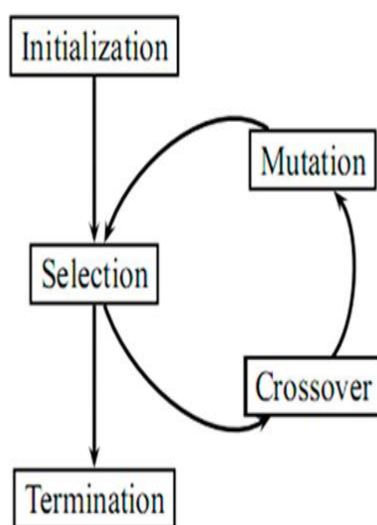 Initialization
Mutation
Selection
Crossover
Termination